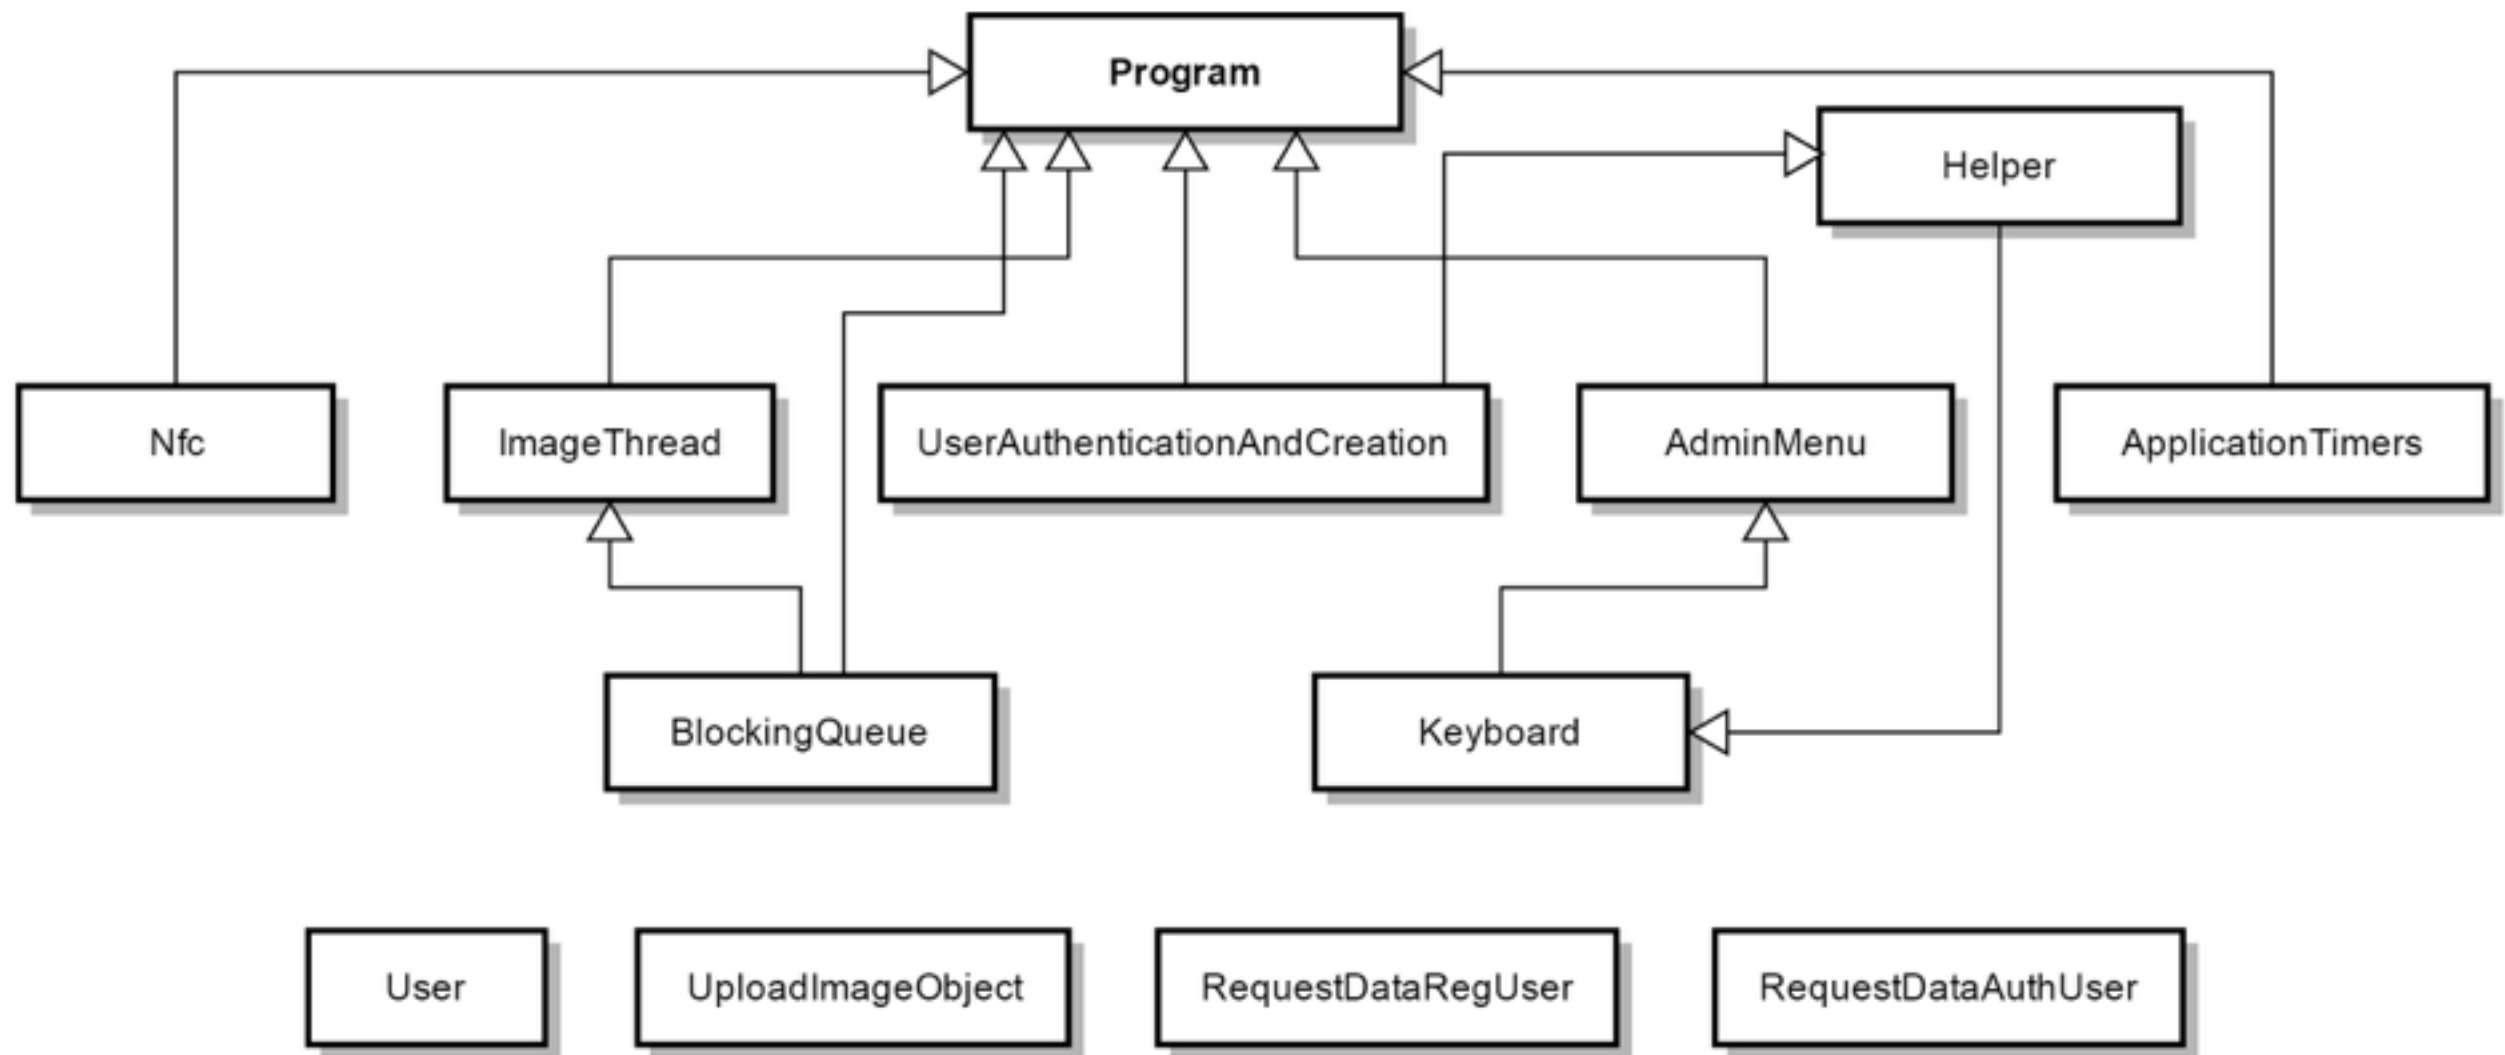 Program
Helper
Nfc
ImageThread
UserAuthenticationAndCreation
AdminMenu
ApplicationTimers
BlockingQueue
Keyboard
User
UploadImageObject
RequestDataRegUser
RequestDataAuthUser